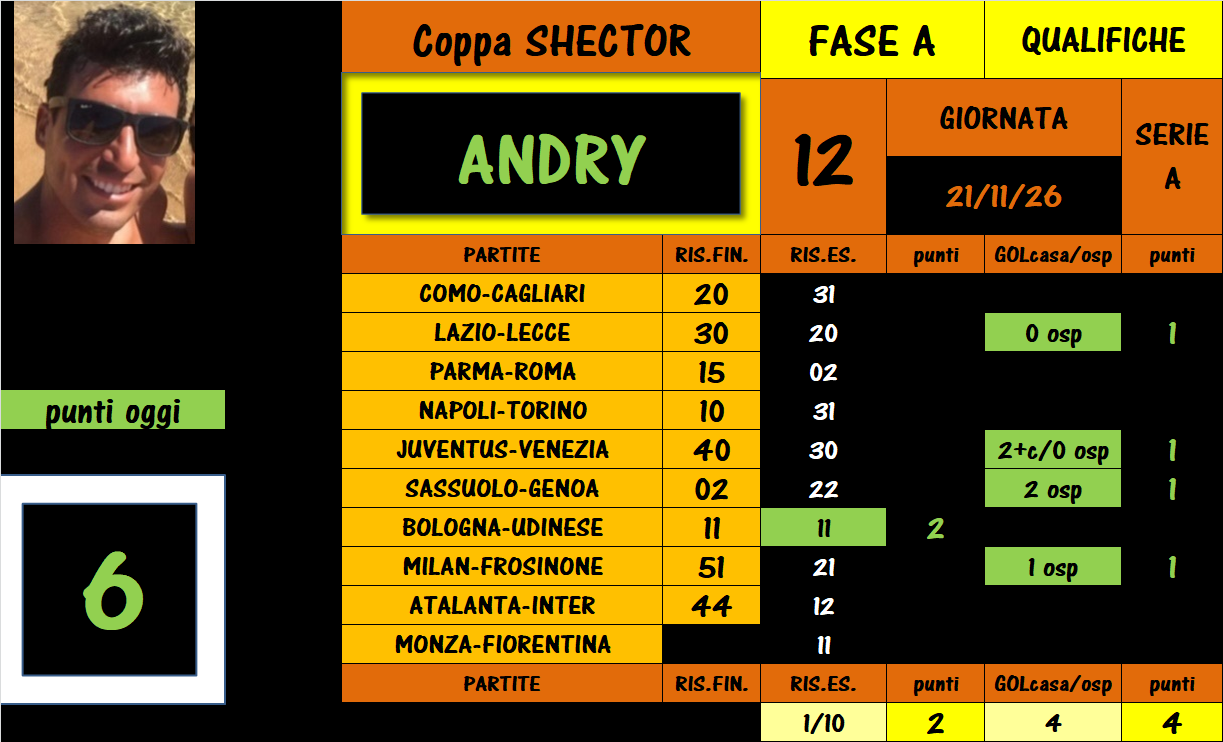 Coppa SHECTOR
FASE A
QUALIFICHE
ANDRY
12
GIORNATA
21/11/26
SERIE
A
PARTITE RIS.FIN. RIS.ES. punti GOLcasa/osp punti
COMO-CAGLIARI 20 31
LAZIO-LECCE 30 20 0 osp 1
PARMA-ROMA 15 02
NAPOLI-TORINO 10 31
JUVENTUS-VENEZIA 40 30 2+c/0 osp 1
SASSUOLO-GENOA 02 22 2 osp 1
BOLOGNA-UDINESE 11 11 2
MILAN-FROSINONE 51 21 1 osp 1
ATALANTA-INTER 44 12
MONZA-FIORENTINA 11
PARTITE RIS.FIN. RIS.ES. punti GOLcasa/osp punti
1/10 2 4 4
punti oggi
6